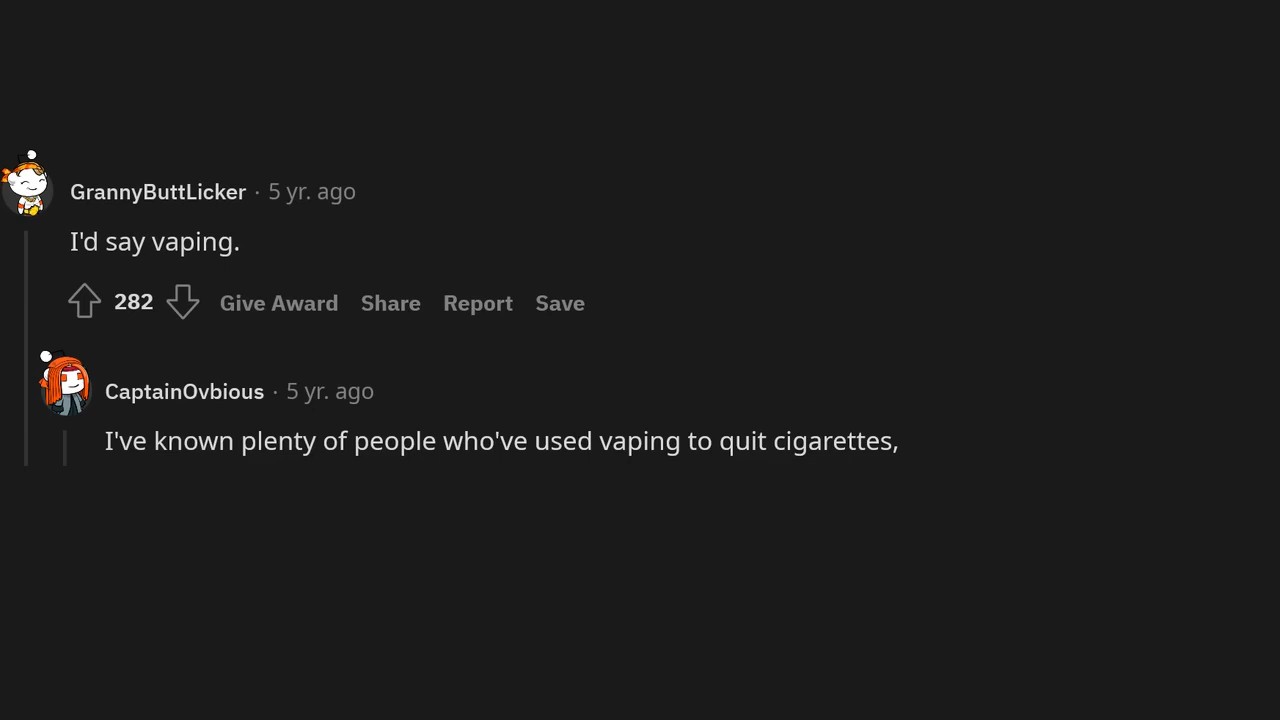 GrannyButtLicker · 5 yr. ago
I'd say vaping.
282 Give Award Share Report Save
CaptainOvbious · 5 yr. ago
I've known plenty of people who've used vaping to quit cigarettes,